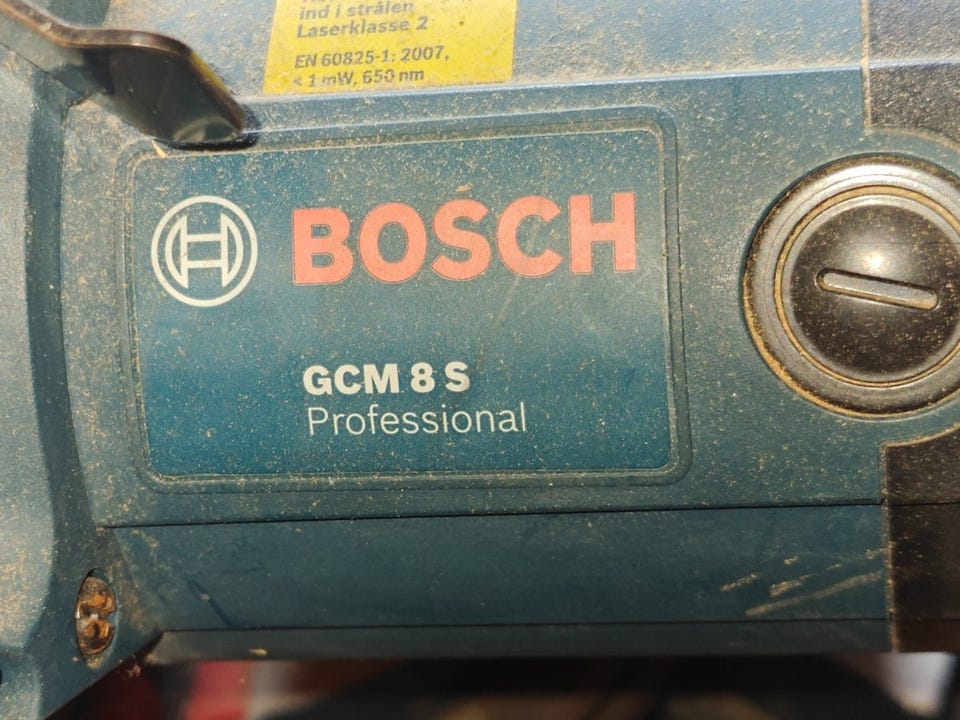 ind i strålen
Laserklasse 2
EN 60825-1: 2007,
< 1 mW, 650 nm
BOSCH
GCM 8 S
Professional